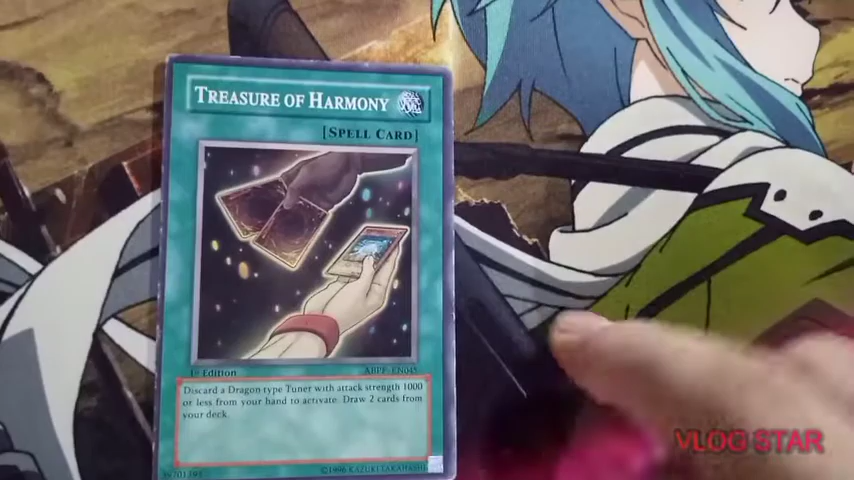 TREASURE OF HARMONY
[SPELL CARD]
1st Edition
ABPF-EN045
Discard a Dragon-type Tuner with attack strength 1000
or less from your hand to activate. Draw 2 cards from
your deck.
©1996 KAZUKI TAKAHASHI
VLOG STAR